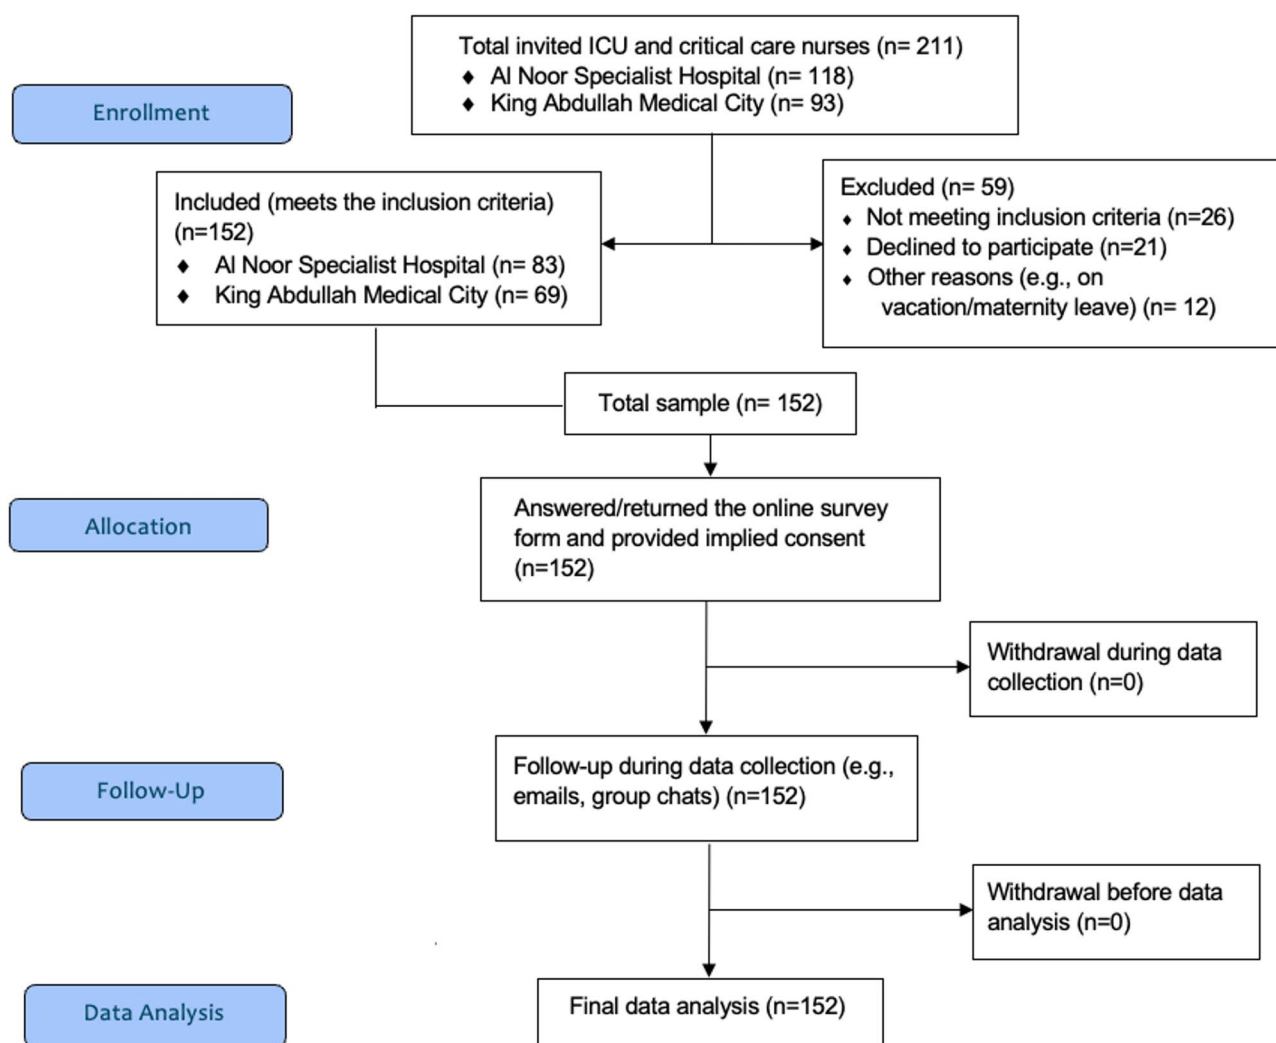 Total invited ICU and critical care nurses (n= 211)
♦ Al Noor Specialist Hospital (n= 118)
♦ King Abdullah Medical City (n= 93)
Enrollment
Included (meets the inclusion criteria)
(n=152)
♦ Al Noor Specialist Hospital (n= 83)
♦ King Abdullah Medical City (n= 69)
Excluded (n= 59)
♦ Not meeting inclusion criteria (n=26)
♦ Declined to participate (n=21)
♦ Other reasons (e.g., on
vacation/maternity leave) (n= 12)
Total sample (n= 152)
Allocation
Answered/returned the online survey
form and provided implied consent
(n=152)
Withdrawal during data
collection (n=0)
Follow-Up
Follow-up during data collection (e.g.,
emails, group chats) (n=152)
Withdrawal before data
analysis (n=0)
Data Analysis
Final data analysis (n=152)